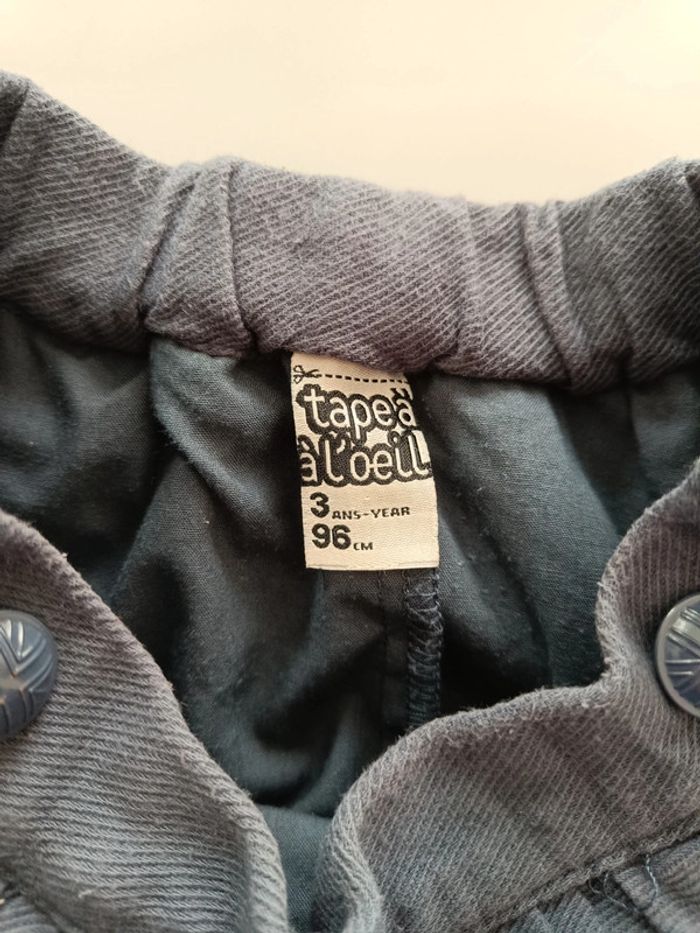 tape à
à l'oeil
3 ANS-YEAR
96 CM